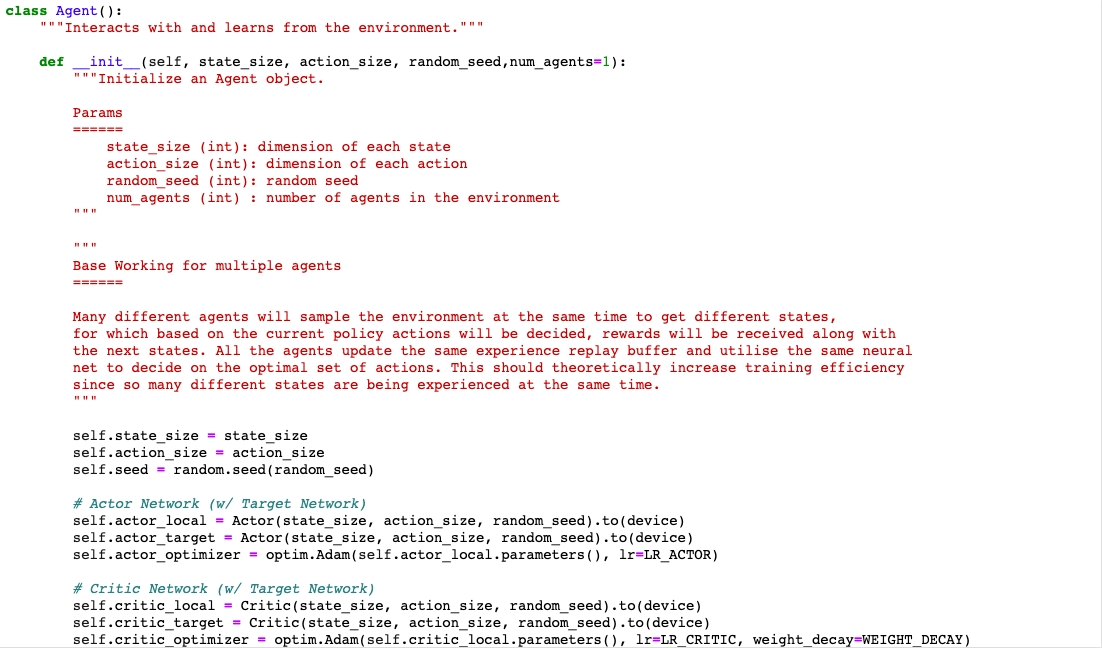 class Agent():
    """Interacts with and learns from the environment."""
    def __init__(self, state_size, action_size, random_seed,num_agents=1):
        """Initialize an Agent object.
        Params
        ======
            state_size (int): dimension of each state
            action_size (int): dimension of each action
            random_seed (int): random seed
            num_agents (int) : number of agents in the environment
        """
        """
        Base Working for multiple agents
        ======
        Many different agents will sample the environment at the same time to get different states,
        for which based on the current policy actions will be decided, rewards will be received along with
        the next states. All the agents update the same experience replay buffer and utilise the same neural
        net to decide on the optimal set of actions. This should theoretically increase training efficiency
        since so many different states are being experienced at the same time.
        """
        self.state_size = state_size
        self.action_size = action_size
        self.seed = random.seed(random_seed)
        # Actor Network (w/ Target Network)
        self.actor_local = Actor(state_size, action_size, random_seed).to(device)
        self.actor_target = Actor(state_size, action_size, random_seed).to(device)
        self.actor_optimizer = optim.Adam(self.actor_local.parameters(), lr=LR_ACTOR)
        # Critic Network (w/ Target Network)
        self.critic_local = Critic(state_size, action_size, random_seed).to(device)
        self.critic_target = Critic(state_size, action_size, random_seed).to(device)
        self.critic_optimizer = optim.Adam(self.critic_local.parameters(), lr=LR_CRITIC, weight_decay=WEIGHT_DECAY)